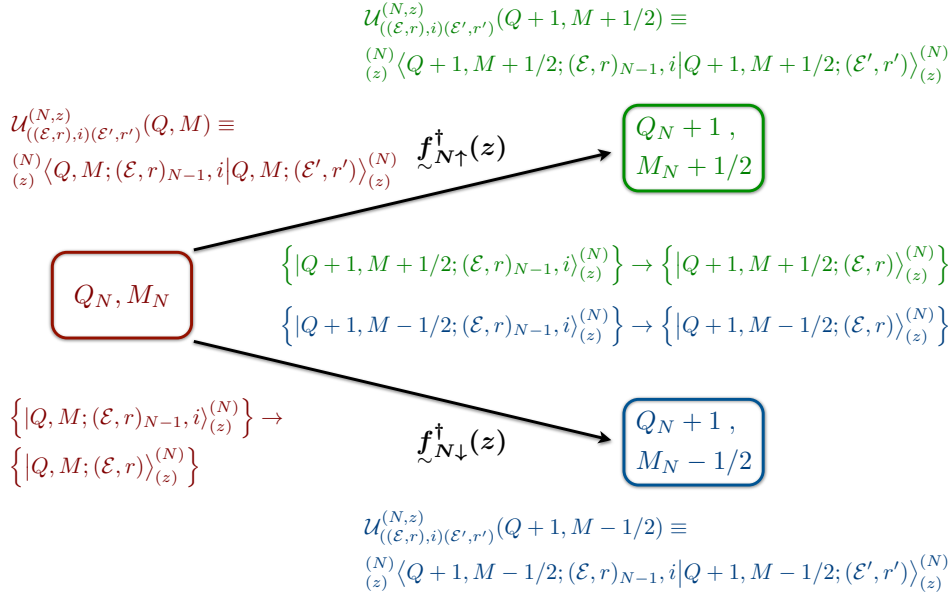 𝒰^{(N,z)}_{((ℰ,r),i)(ℰ′,r′)}(Q + 1, M + 1/2) ≡
^{(N)}_{(z)}⟨Q + 1, M + 1/2; (ℰ, r)_{N−1}, i|Q + 1, M + 1/2; (ℰ′, r′)⟩^{(N)}_{(z)}
𝒰^{(N,z)}_{((ℰ,r),i)(ℰ′,r′)}(Q, M) ≡
^{(N)}_{(z)}⟨Q, M; (ℰ, r)_{N−1}, i|Q, M; (ℰ′, r′)⟩^{(N)}_{(z)}
f̰^†_{N↑}(z)
Q_N + 1 ,
M_N + 1/2
Q_N, M_N
{|Q + 1, M + 1/2; (ℰ, r)_{N−1}, i⟩^{(N)}_{(z)}} → {|Q + 1, M + 1/2; (ℰ, r)⟩^{(N)}_{(z)}}
{|Q + 1, M − 1/2; (ℰ, r)_{N−1}, i⟩^{(N)}_{(z)}} → {|Q + 1, M − 1/2; (ℰ, r)⟩^{(N)}_{(z)}}
{|Q, M; (ℰ, r)_{N−1}, i⟩^{(N)}_{(z)}} →
{|Q, M; (ℰ, r)⟩^{(N)}_{(z)}}
f̰^†_{N↓}(z)
Q_N + 1 ,
M_N − 1/2
𝒰^{(N,z)}_{((ℰ,r),i)(ℰ′,r′)}(Q + 1, M − 1/2) ≡
^{(N)}_{(z)}⟨Q + 1, M − 1/2; (ℰ, r)_{N−1}, i|Q + 1, M − 1/2; (ℰ′, r′)⟩^{(N)}_{(z)}